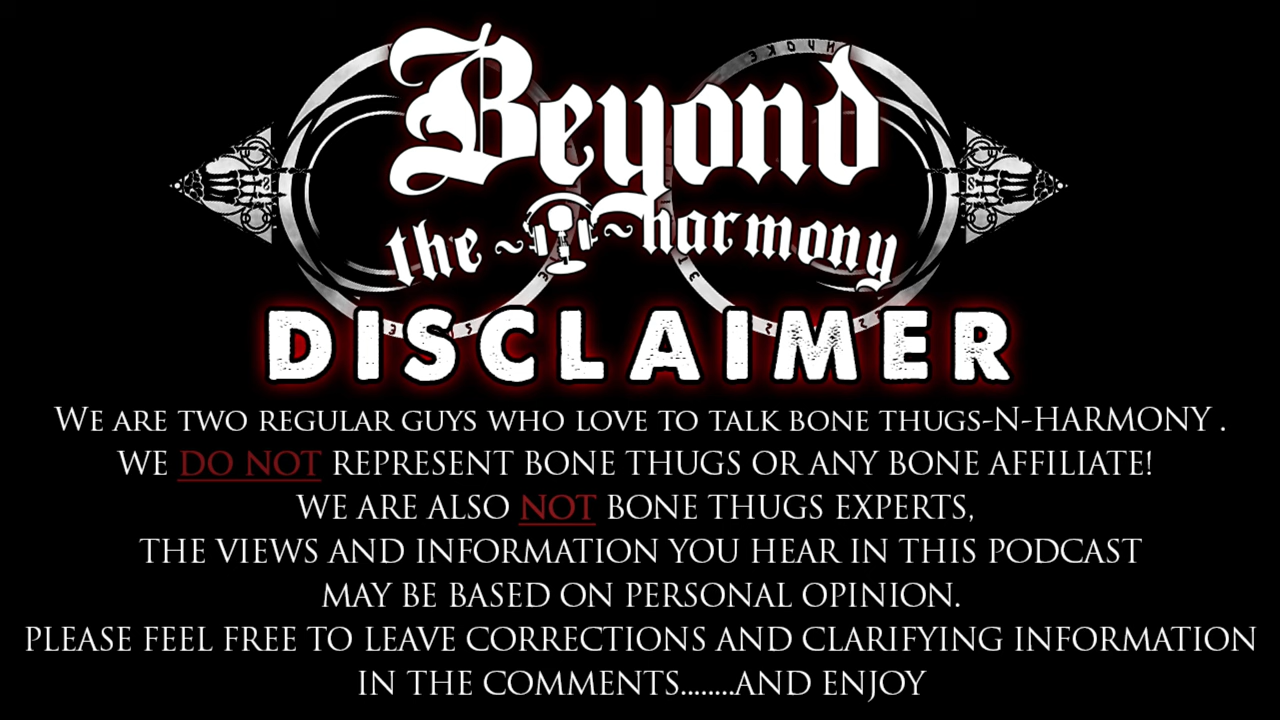 Beyond
the ~ ~ harmony
DISCLAIMER
WE ARE TWO REGULAR GUYS WHO LOVE TO TALK BONE THUGS-N-HARMONY .
WE DO NOT REPRESENT BONE THUGS OR ANY BONE AFFILIATE!
WE ARE ALSO NOT BONE THUGS EXPERTS,
THE VIEWS AND INFORMATION YOU HEAR IN THIS PODCAST
MAY BE BASED ON PERSONAL OPINION.
PLEASE FEEL FREE TO LEAVE CORRECTIONS AND CLARIFYING INFORMATION
IN THE COMMENTS........AND ENJOY